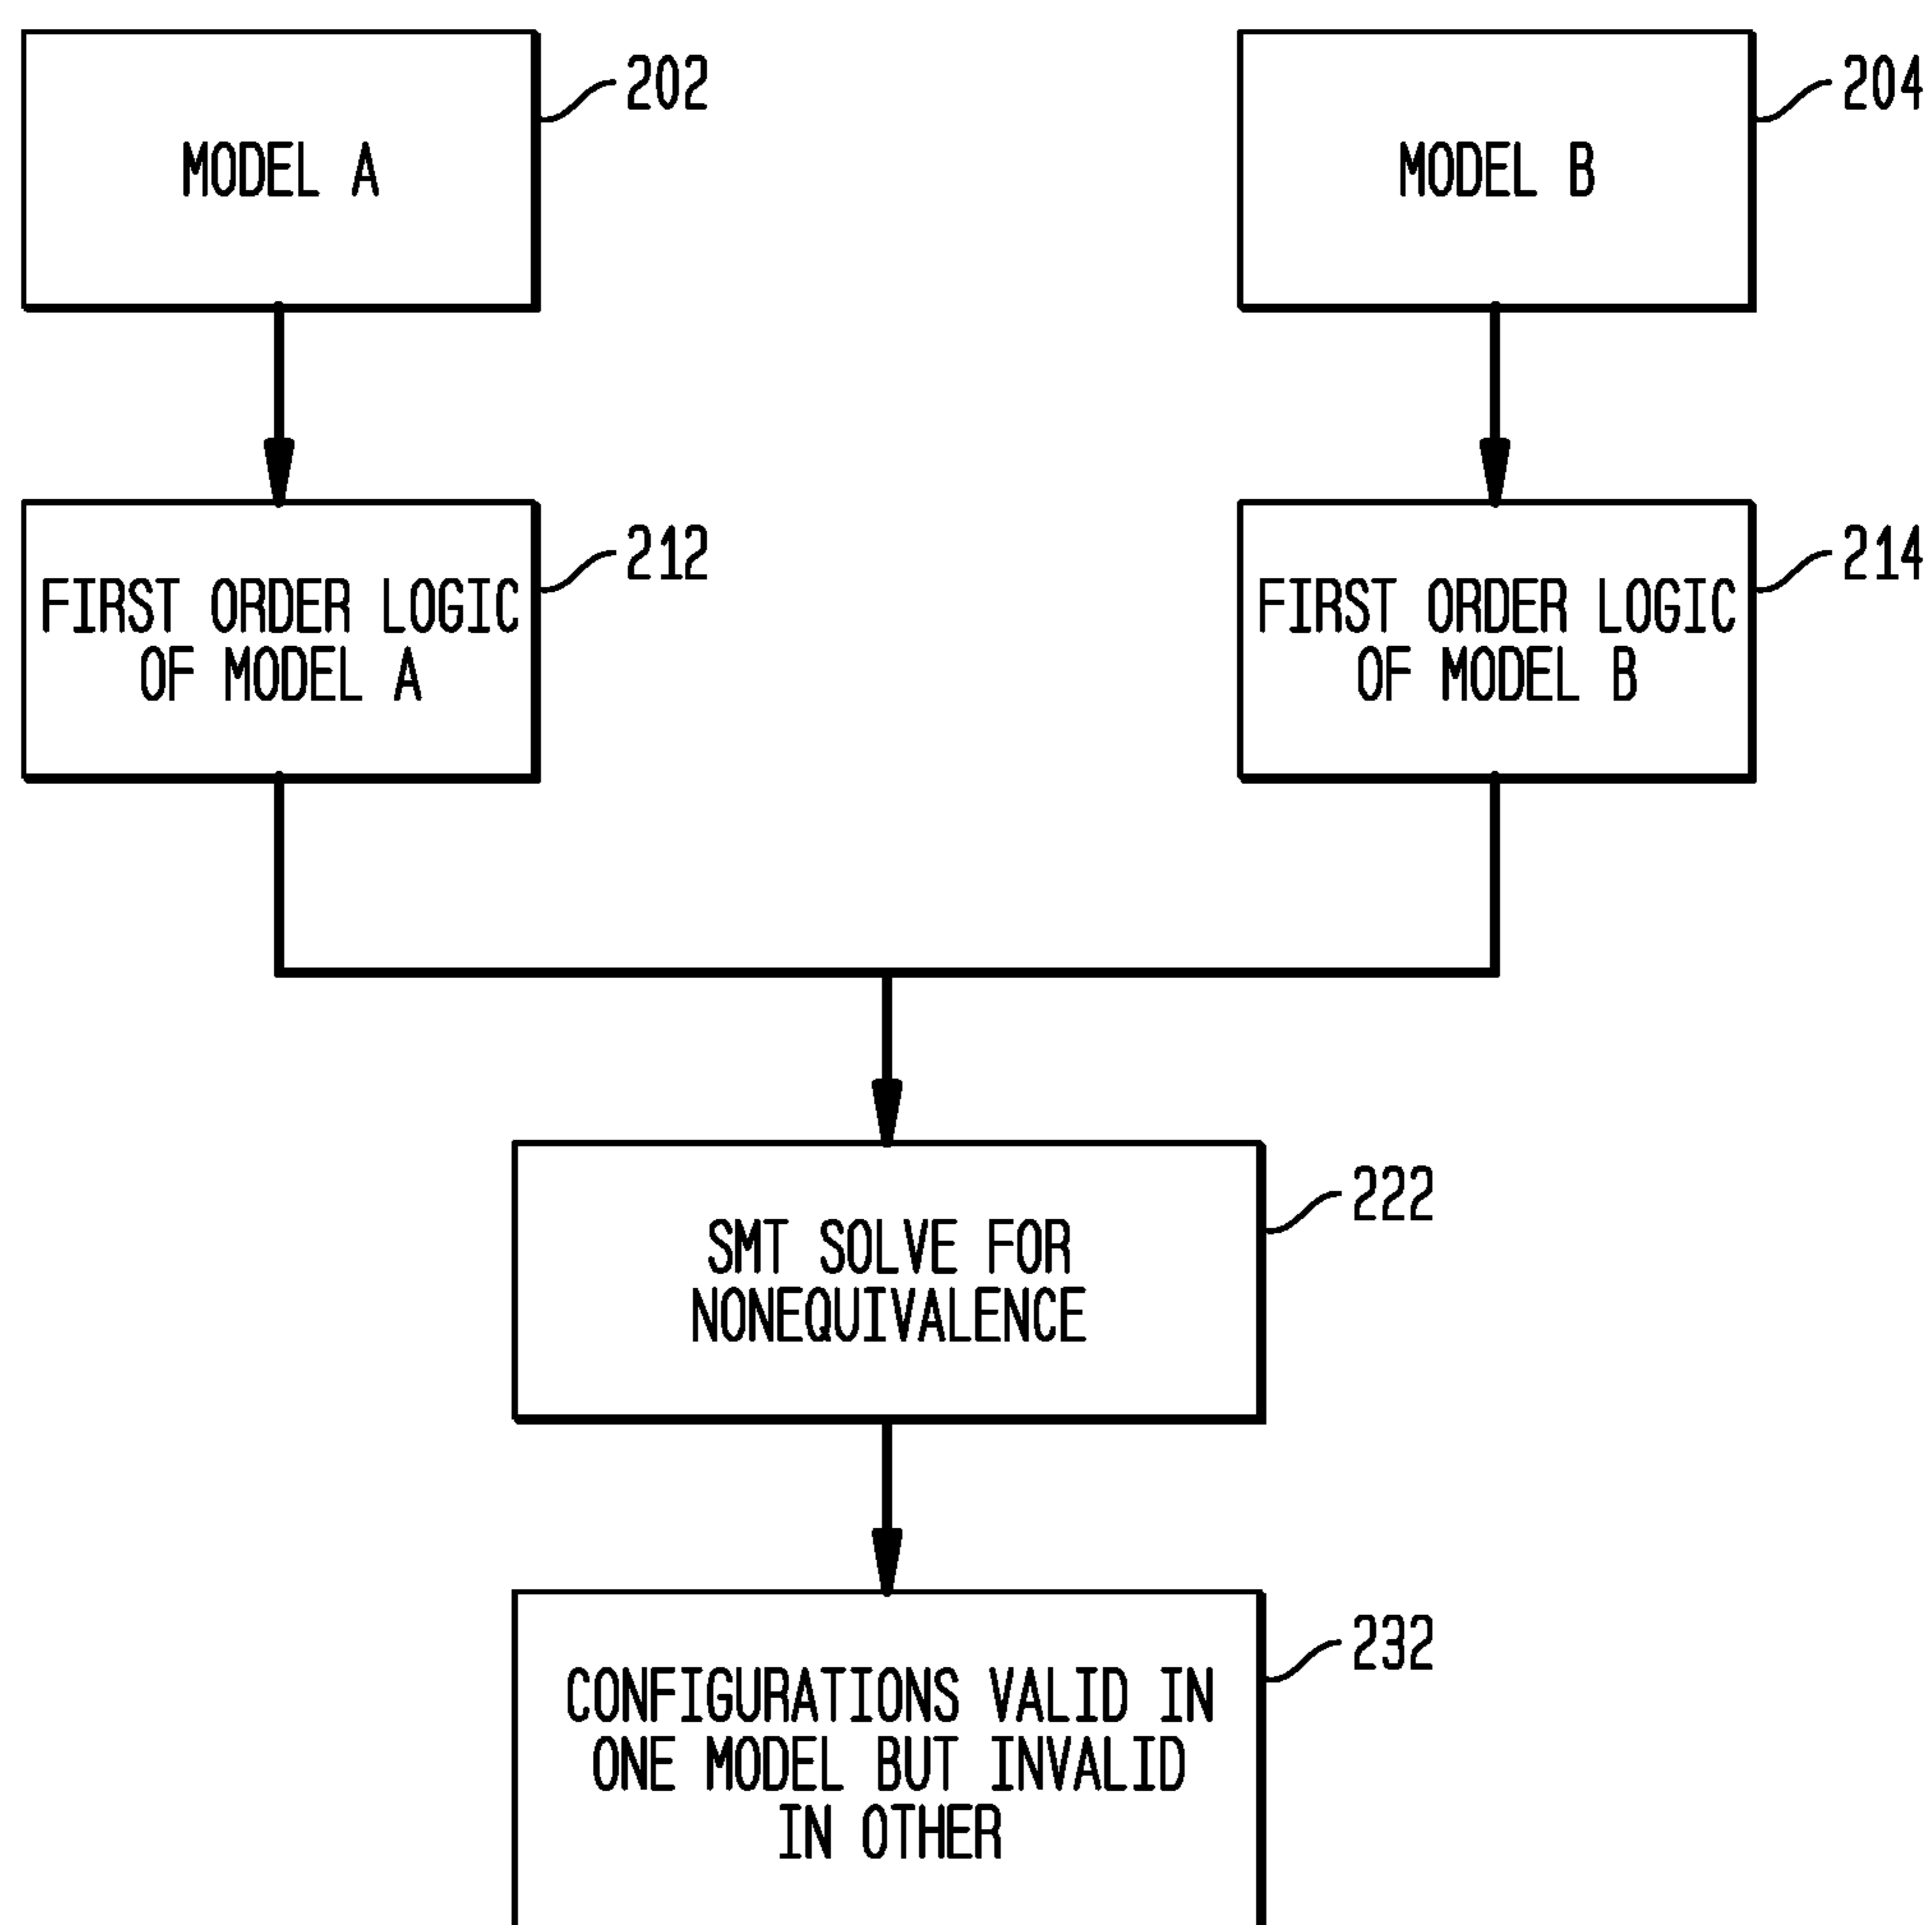 202
204
MODEL A
MODEL B
212
214
FIRST ORDER LOGIC
OF MODEL A
FIRST ORDER LOGIC
OF MODEL B
222
SMT SOLVE FOR
NONEQUIVALENCE
232
CONFIGURATIONS VALID IN
ONE MODEL BUT INVALID
IN OTHER